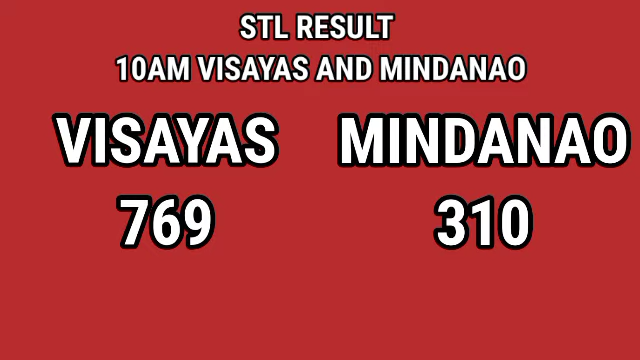 STL RESULT
10AM VISAYAS AND MINDANAO
VISAYAS MINDANAO
769 310